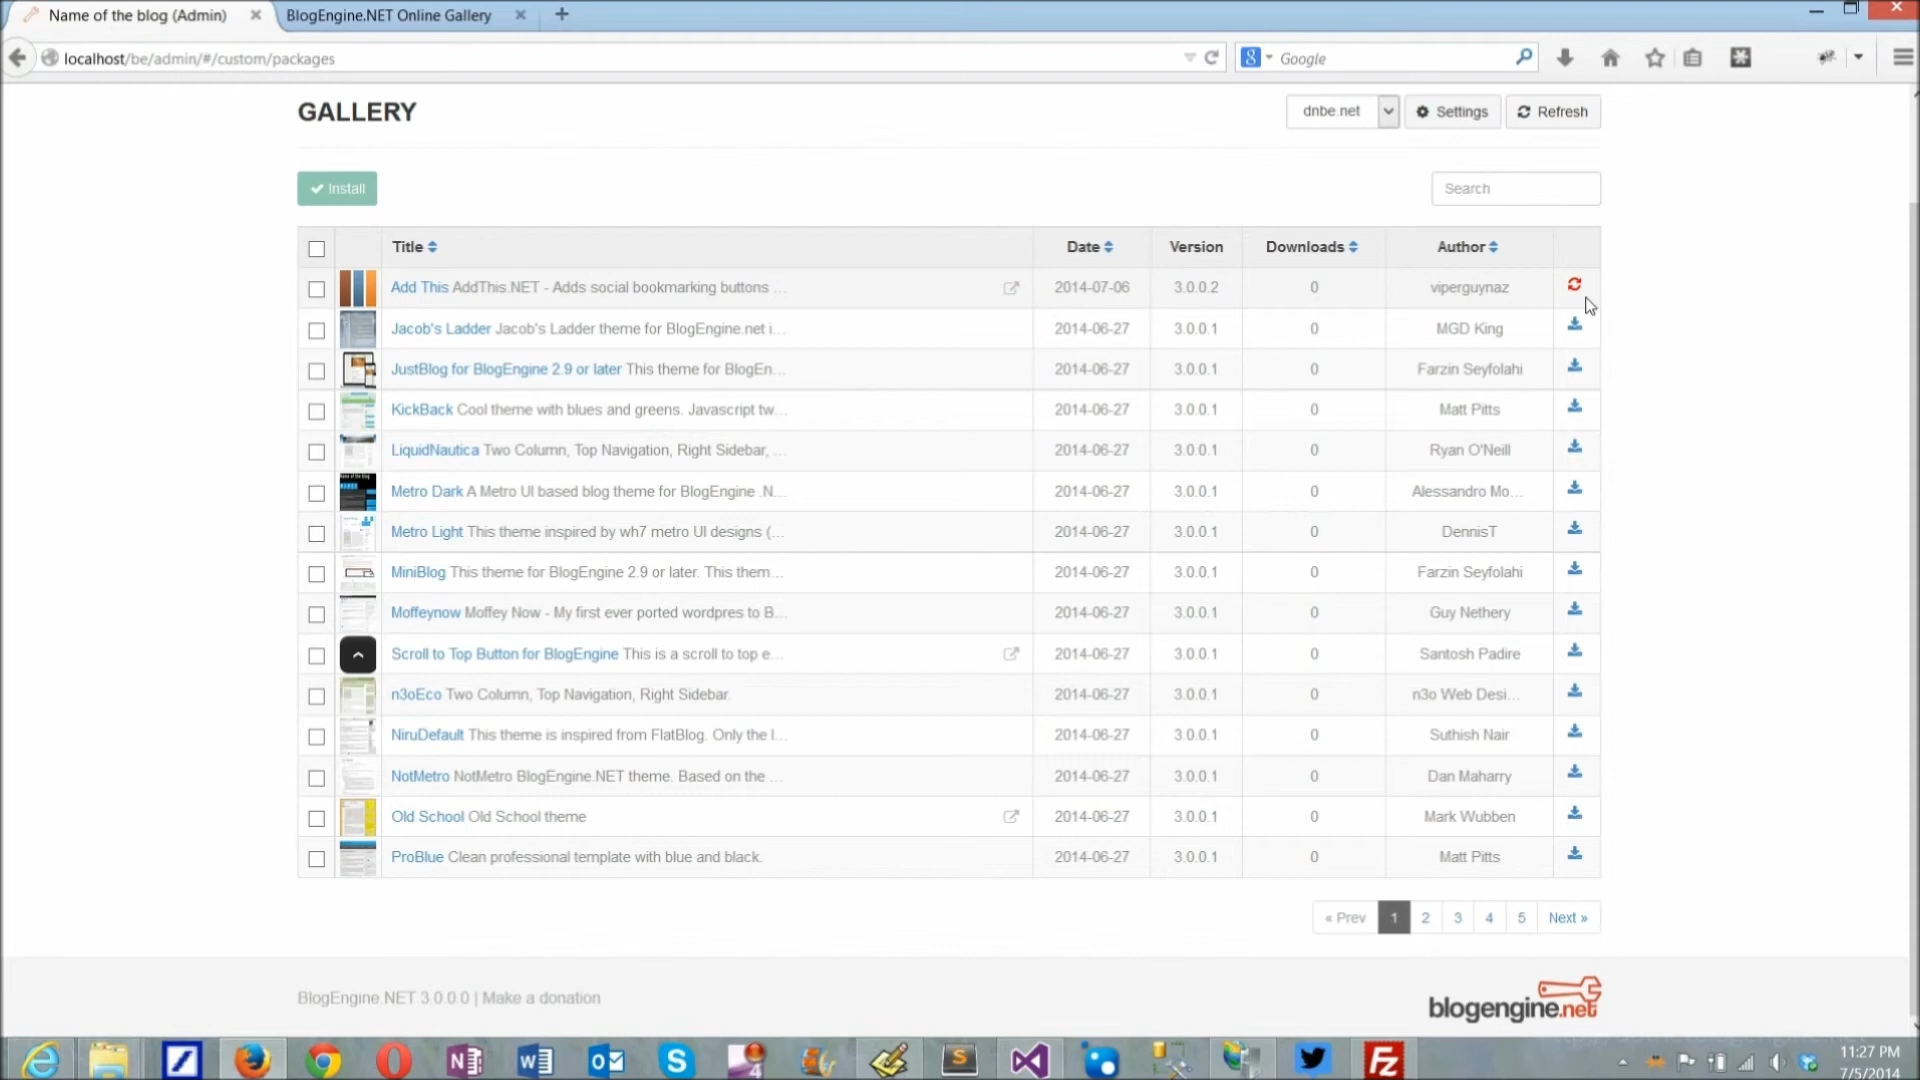 Name of the blog (Admin)
BlogEngine.NET Online Gallery
localhost/be/admin/#/custom/packages
Google
GALLERY
dnbe.net
Settings
Refresh
Install
Search
Title Date Version Downloads Author
Add This AddThis.NET - Adds social bookmarking buttons ... 2014-07-06 3.0.0.2 0 viperguynaz
Jacob's Ladder Jacob's Ladder theme for BlogEngine.net i... 2014-06-27 3.0.0.1 0 MGD King
JustBlog for BlogEngine 2.9 or later This theme for BlogEn... 2014-06-27 3.0.0.1 0 Farzin Seyfolahi
KickBack Cool theme with blues and greens. Javascript tw... 2014-06-27 3.0.0.1 0 Matt Pitts
LiquidNautica Two Column, Top Navigation, Right Sidebar, ... 2014-06-27 3.0.0.1 0 Ryan O'Neill
Metro Dark A Metro UI based blog theme for BlogEngine .N... 2014-06-27 3.0.0.1 0 Alessandro Mo...
Metro Light This theme inspired by wh7 metro UI designs (... 2014-06-27 3.0.0.1 0 DennisT
MiniBlog This theme for BlogEngine 2.9 or later. This them... 2014-06-27 3.0.0.1 0 Farzin Seyfolahi
Moffeynow Moffey Now - My first ever ported wordpres to B... 2014-06-27 3.0.0.1 0 Guy Nethery
Scroll to Top Button for BlogEngine This is a scroll to top e... 2014-06-27 3.0.0.1 0 Santosh Padire
n3oEco Two Column, Top Navigation, Right Sidebar. 2014-06-27 3.0.0.1 0 n3o Web Desi...
NiruDefault This theme is inspired from FlatBlog. Only the l... 2014-06-27 3.0.0.1 0 Suthish Nair
NotMetro NotMetro BlogEngine.NET theme. Based on the ... 2014-06-27 3.0.0.1 0 Dan Maharry
Old School Old School theme 2014-06-27 3.0.0.1 0 Mark Wubben
ProBlue Clean professional template with blue and black. 2014-06-27 3.0.0.1 0 Matt Pitts
« Prev 1 2 3 4 5 Next »
BlogEngine.NET 3.0.0.0 | Make a donation
blogengine.net
11:27 PM
7/5/2014